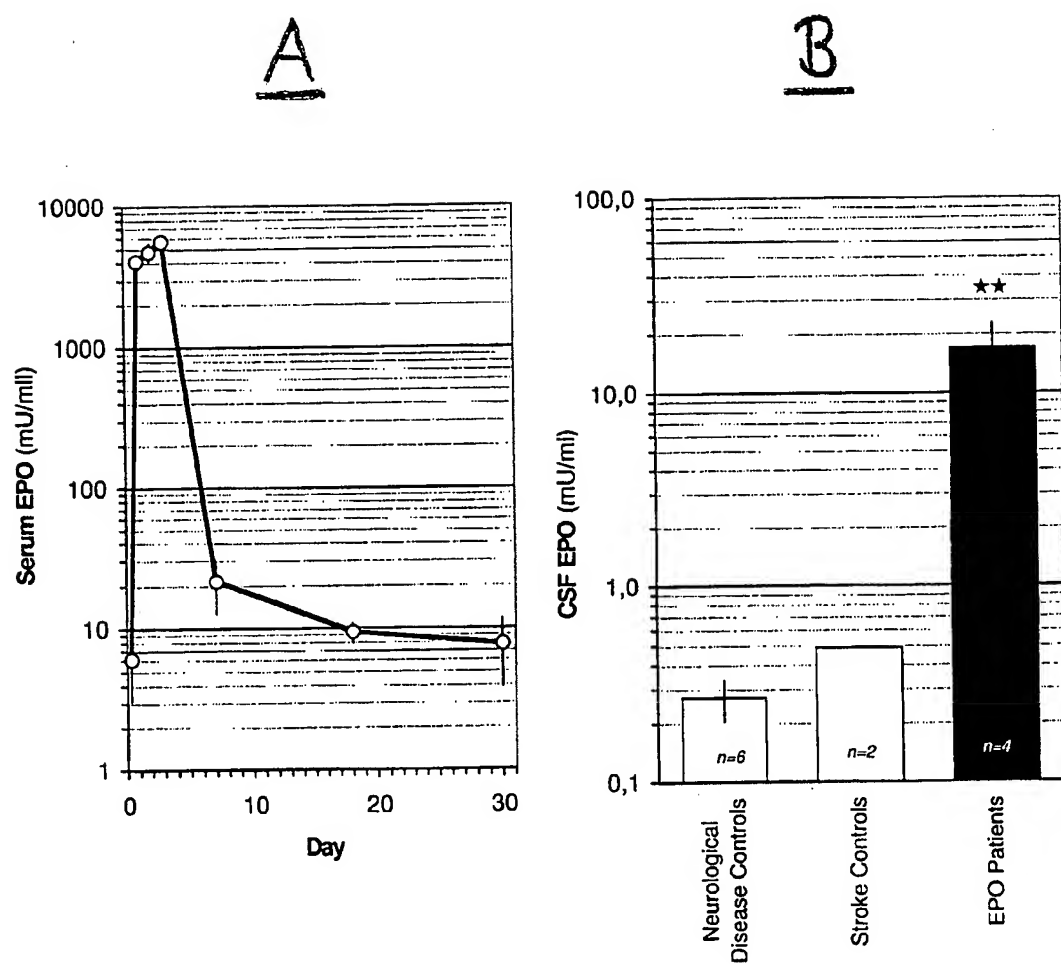 A
B
10000
1000
100
10
1
Serum EPO (mU/mll)
0
10
20
30
Day
100,0
10,0
1,0
0,1
CSF EPO (mU/ml)
★★
n=6
n=2
n=4
Neurological
Disease Controls
Stroke Controls
EPO Patients